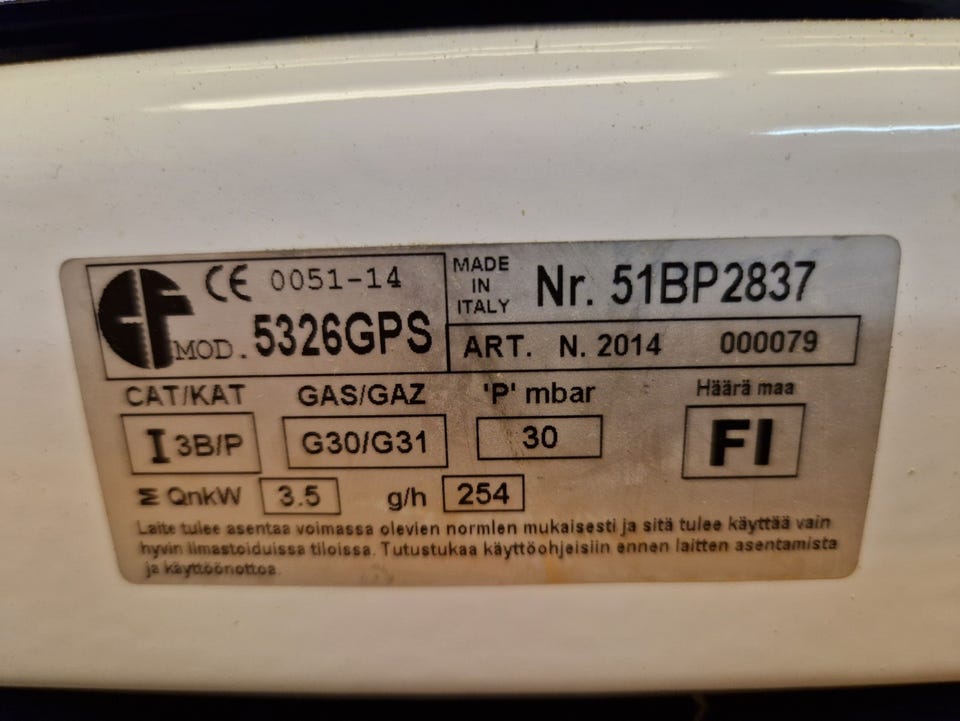 CE 0051-14
MOD. 5326GPS
MADE
IN
ITALY
Nr. 51BP2837
ART. N. 2014 000079
CAT/KAT GAS/GAZ 'P' mbar Häärä maa
I 3B/P G30/G31 30 FI
Σ QnkW 3.5 g/h 254
Laite tulee asentaa voimassa olevien normlen mukaisesti ja sitä tulee käyttää vain
hyvin ilmastoiduissa tiloissa. Tutustukaa käyttöohjeisiin ennen laitten asentamista
ja käyttöönottoa.